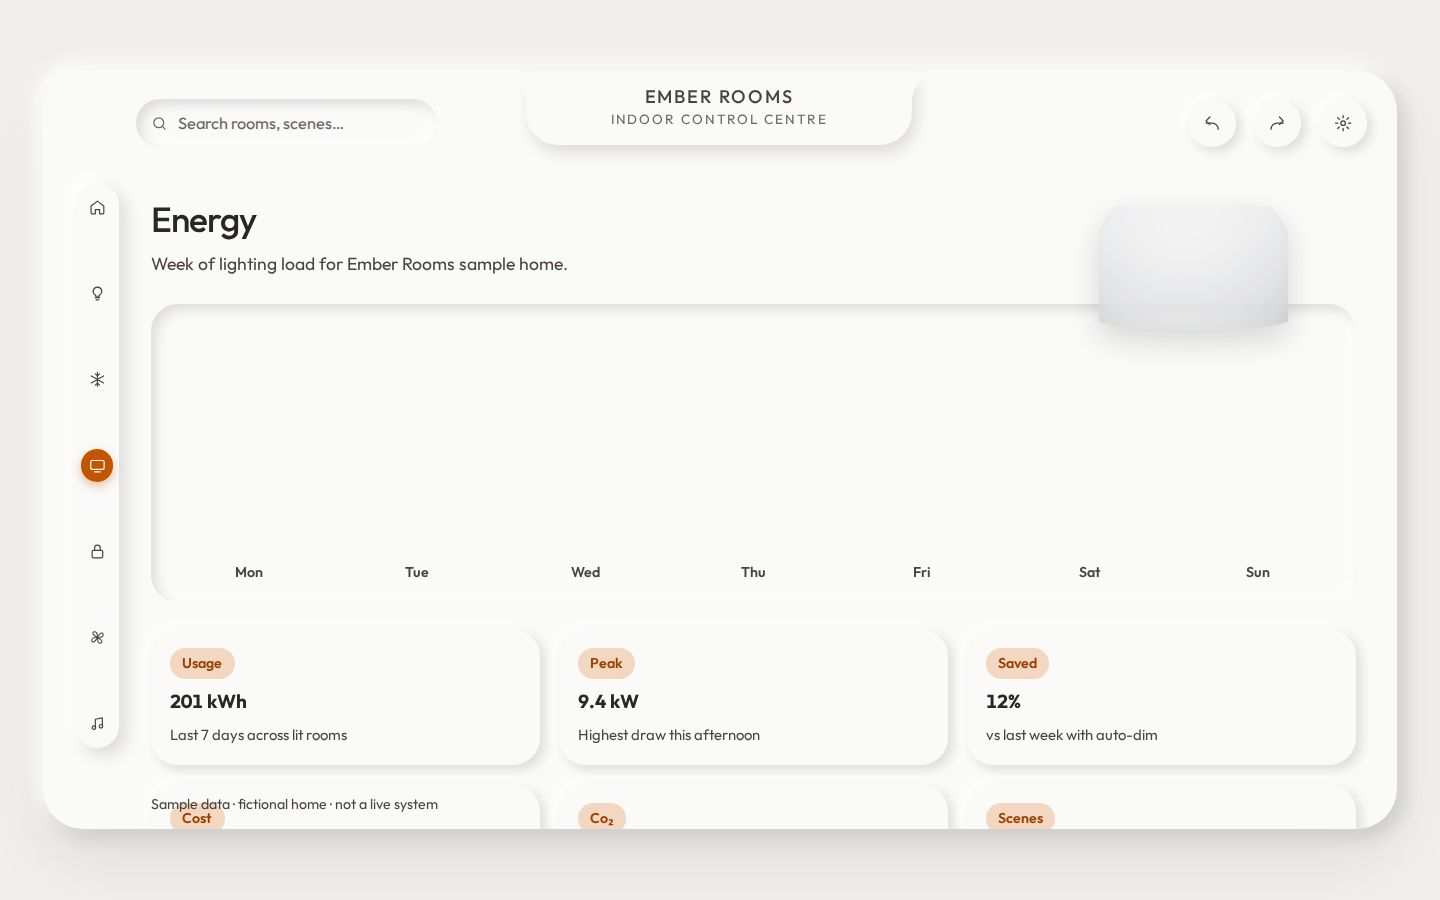 EMBER ROOMS
INDOOR CONTROL CENTRE
Search rooms, scenes...
Energy
Week of lighting load for Ember Rooms sample home.
Mon Tue Wed Thu Fri Sat Sun
Usage
201 kWh
Last 7 days across lit rooms
Peak
9.4 kW
Highest draw this afternoon
Saved
12%
vs last week with auto-dim
Sample data · fictional home · not a live system
Cost
Co₂
Scenes